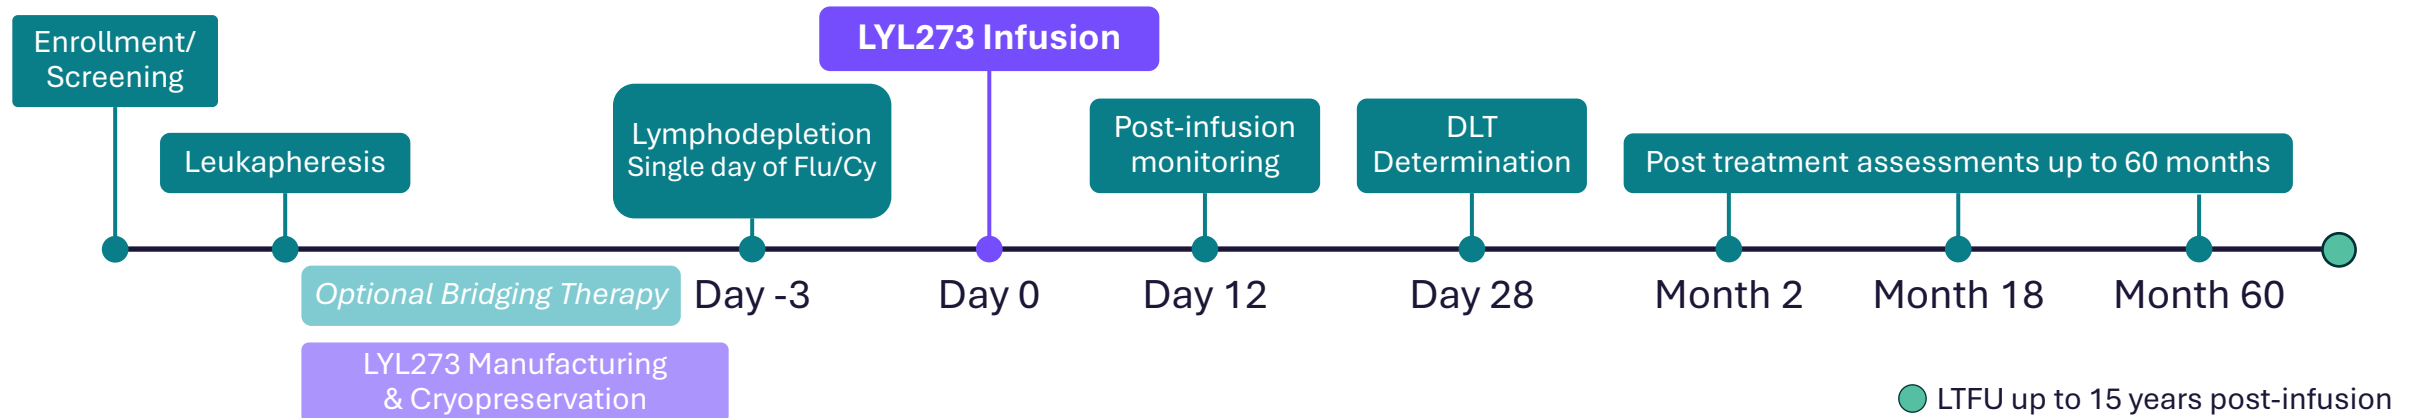 Enrollment/
Screening
Leukapheresis
Lymphodepletion
Single day of Flu/Cy
LYL273 Infusion
Post-infusion
monitoring
DLT
Determination
Post treatment assessments up to 60 months
Optional Bridging Therapy
Day -3
Day 0
Day 12
Day 28
Month 2
Month 18
Month 60
LYL273 Manufacturing
& Cryopreservation
LTFU up to 15 years post-infusion